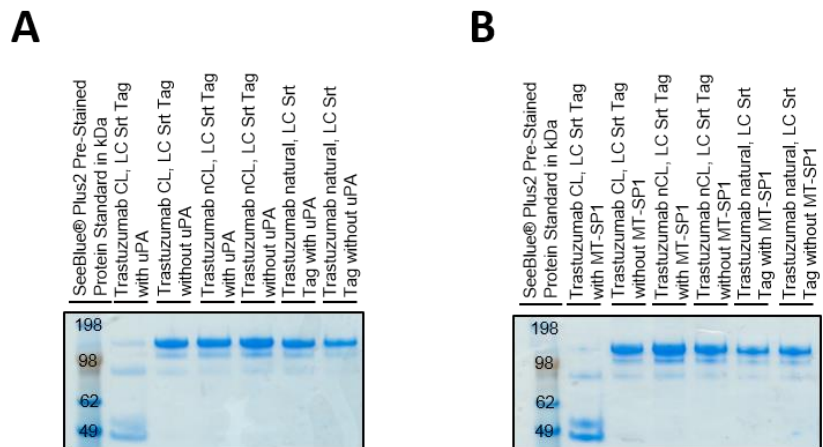 A
SeeBlue® Plus2 Pre-Stained
Protein Standard in kDa
Trastuzumab CL, LC Srt Tag
with uPA
Trastuzumab CL, LC Srt Tag
without uPA
Trastuzumab nCL, LC Srt Tag
with uPA
Trastuzumab nCL, LC Srt Tag
without uPA
Trastuzumab natural, LC Srt
Tag with uPA
Trastuzumab natural, LC Srt
Tag without uPA
198
98
62
49
B
SeeBlue® Plus2 Pre-Stained
Protein Standard in kDa
Trastuzumab CL, LC Srt Tag
with MT-SP1
Trastuzumab CL, LC Srt Tag
without MT-SP1
Trastuzumab nCL, LC Srt Tag
with MT-SP1
Trastuzumab nCL, LC Srt Tag
without MT-SP1
Trastuzumab natural, LC Srt
Tag with MT-SP1
Trastuzumab natural, LC Srt
Tag without MT-SP1
198
98
62
49